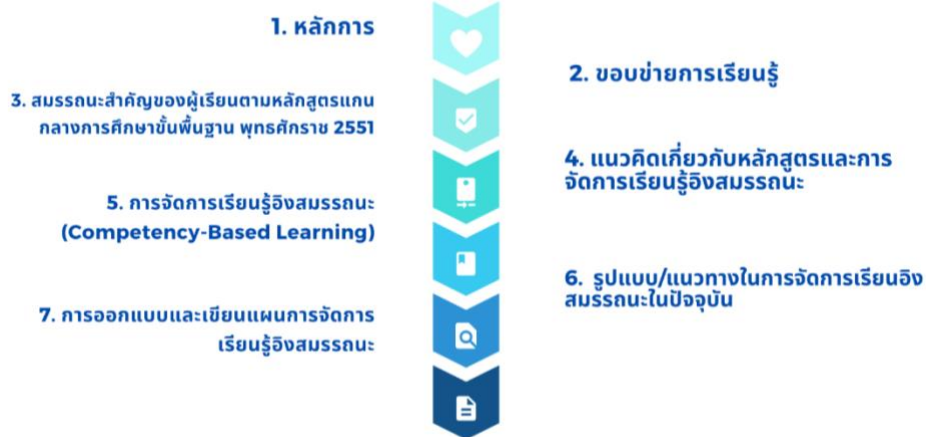 1. หลักการ
2. ขอบข่ายการเรียนรู้
3. สมรรถนะสำคัญของผู้เรียนตามหลักสูตรแกน
กลางการศึกษาขั้นพื้นฐาน พุทธศักราช 2551
4. แนวคิดเกี่ยวกับหลักสูตรและการ
จัดการเรียนรู้อิงสมรรถนะ
5. การจัดการเรียนรู้อิงสมรรถนะ
(Competency-Based Learning)
6. รูปแบบ/แนวทางในการจัดการเรียนอิง
สมรรถนะในปัจจุบัน
7. การออกแบบและเขียนแผนการจัดการ
เรียนรู้อิงสมรรถนะ